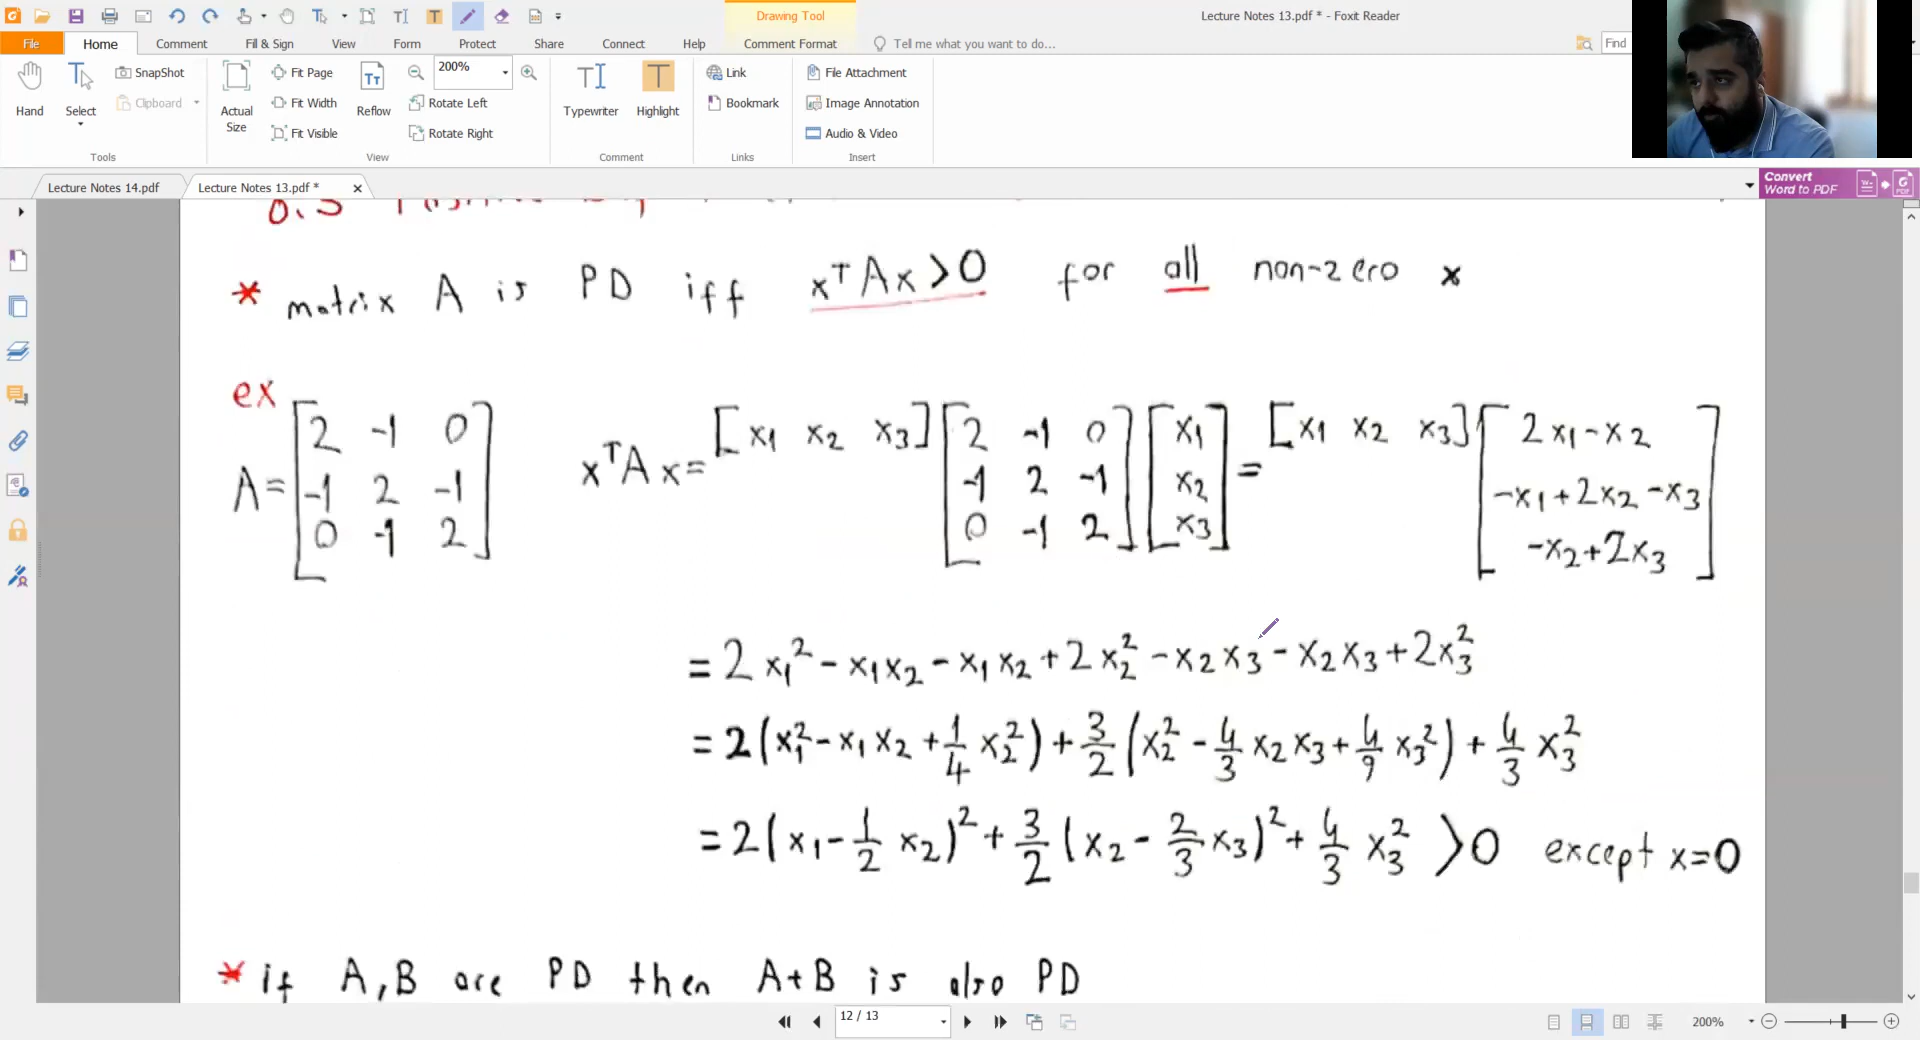 Drawing Tool
Lecture Notes 13.pdf * - Foxit Reader
File Home Comment Fill & Sign View Form Protect Share Connect Help Comment Format Tell me what you want to do... Find
Hand
Select
SnapShot
Clipboard
Actual Size
Fit Page
Fit Width
Fit Visible
Reflow
200%
Rotate Left
Rotate Right
Typewriter
Highlight
Link
Bookmark
File Attachment
Image Annotation
Audio & Video
Tools View Comment Links Insert
Lecture Notes 14.pdf Lecture Notes 13.pdf *
Convert
Word to PDF
* matrix A is PD iff xᵀAx>0 for all non-zero x
ex
A = [2 -1 0; -1 2 -1; 0 -1 2] xᵀAx = [x1 x2 x3] [2 -1 0; -1 2 -1; 0 -1 2] [x1; x2; x3] = [x1 x2 x3] [2x1-x2; -x1+2x2-x3; -x2+2x3]
= 2x1² - x1x2 - x1x2 + 2x2² - x2x3 - x2x3 + 2x3²
= 2(x1² - x1x2 + 1/4 x2²) + 3/2 (x2² - 4/3 x2x3 + 4/9 x3²) + 4/3 x3²
= 2(x1 - 1/2 x2)² + 3/2 (x2 - 2/3 x3)² + 4/3 x3² >0 except x=0
* if A,B are PD then A+B is also PD
12 / 13
200%